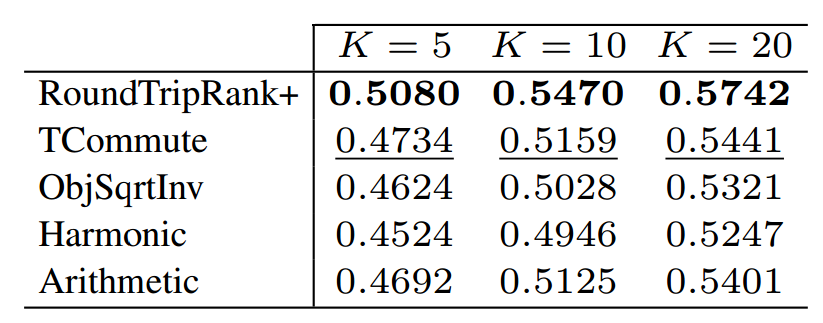 K = 5 K = 10 K = 20
RoundTripRank+ 0.5080 0.5470 0.5742
TCommute 0.4734 0.5159 0.5441
ObjSqrtInv 0.4624 0.5028 0.5321
Harmonic 0.4524 0.4946 0.5247
Arithmetic 0.4692 0.5125 0.5401